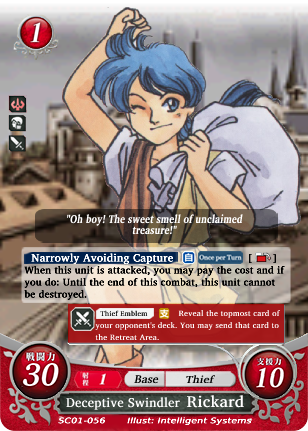 1
"Oh boy! The sweet smell of unclaimed
treasure!"
Narrowly Avoiding Capture 自 Once per Turn [ ]
When this unit is attacked, you may pay the cost and if
you do: Until the end of this combat, this unit cannot
be destroyed.
Thief Emblem 支 Reveal the topmost card of
your opponent's deck. You may send that card to
the Retreat Area.
戦闘力
30
射程 1
Base
Thief
支援力
10
Deceptive Swindler Rickard
SC01-056 Illust: Intelligent Systems